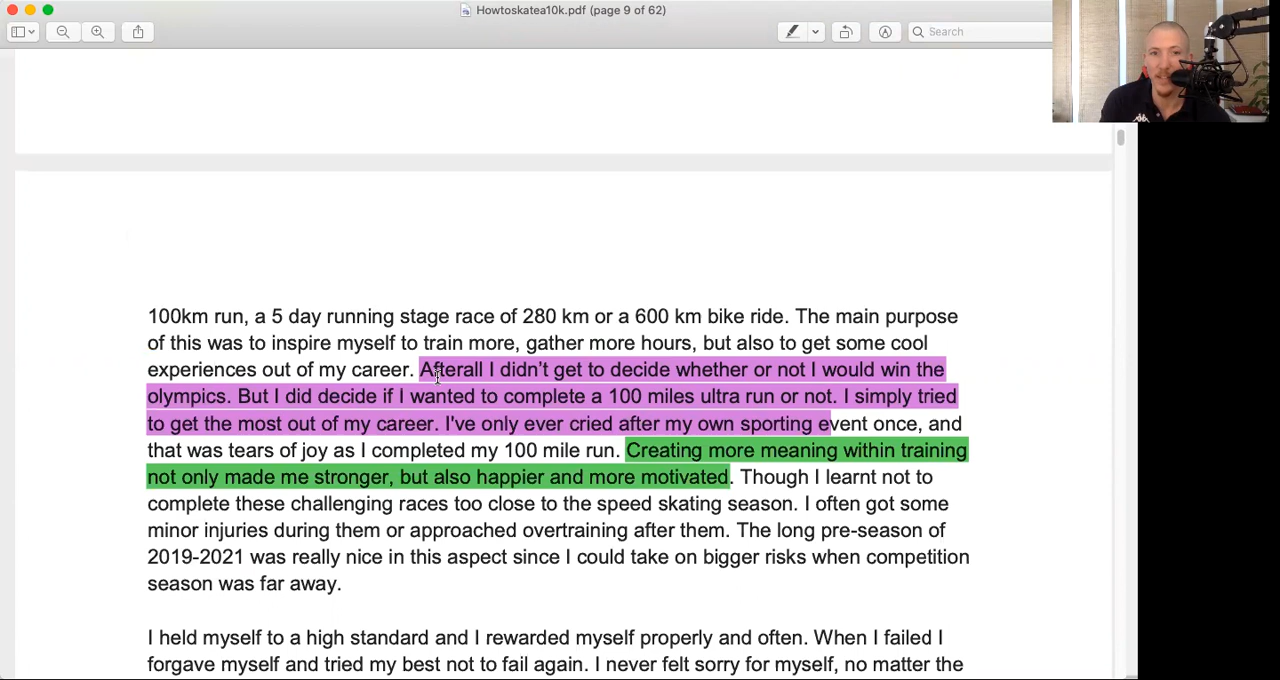 Howtoskatea10k.pdf (page 9 of 62)
Search
100km run, a 5 day running stage race of 280 km or a 600 km bike ride. The main purpose
of this was to inspire myself to train more, gather more hours, but also to get some cool
experiences out of my career. Afterall I didn't get to decide whether or not I would win the
olympics. But I did decide if I wanted to complete a 100 miles ultra run or not. I simply tried
to get the most out of my career. I've only ever cried after my own sporting event once, and
that was tears of joy as I completed my 100 mile run. Creating more meaning within training
not only made me stronger, but also happier and more motivated. Though I learnt not to
complete these challenging races too close to the speed skating season. I often got some
minor injuries during them or approached overtraining after them. The long pre-season of
2019-2021 was really nice in this aspect since I could take on bigger risks when competition
season was far away.
I held myself to a high standard and I rewarded myself properly and often. When I failed I
forgave myself and tried my best not to fail again. I never felt sorry for myself, no matter the